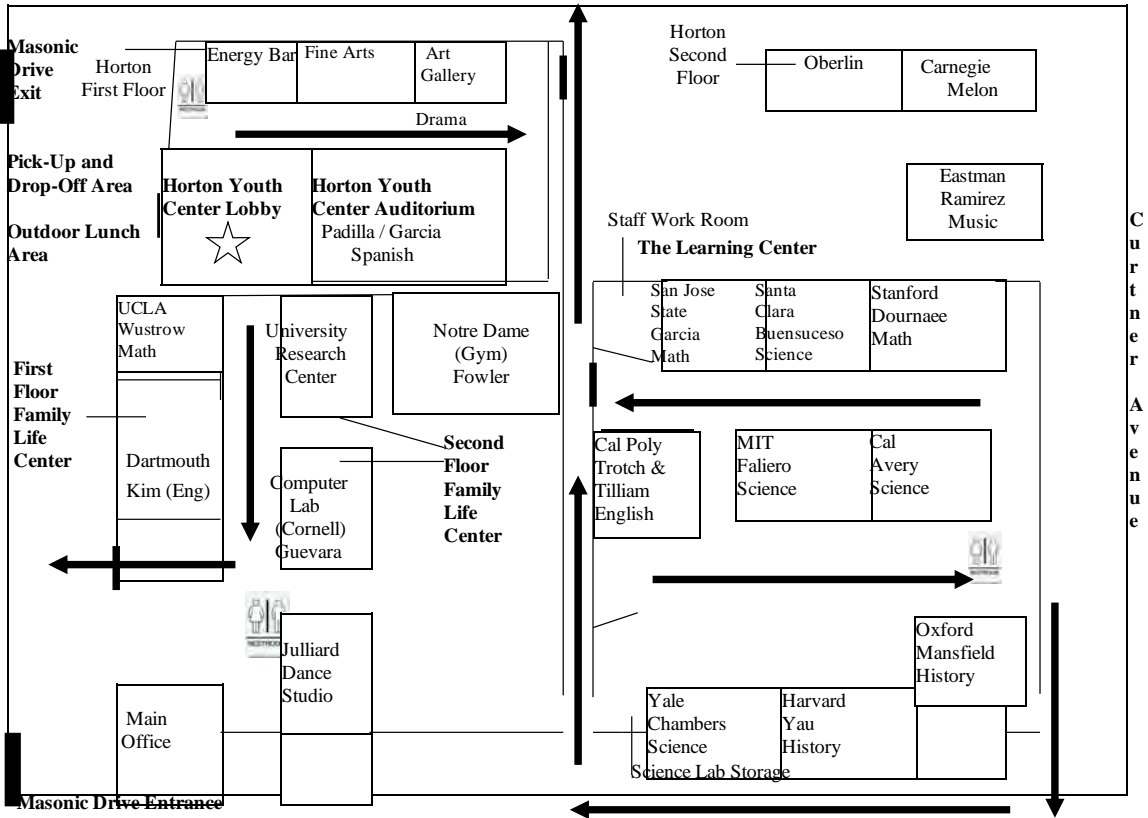 Masonic
Drive
Exit
Horton
First Floor
Energy Bar
Fine Arts
Art
Gallery
Drama
Horton
Second
Floor
Oberlin
Carnegie
Melon
Pick-Up and
Drop-Off Area
Outdoor Lunch
Area
Horton Youth
Center Lobby
Horton Youth
Center Auditorium
Padilla / Garcia
Spanish
Eastman
Ramirez
Music
Staff Work Room
The Learning Center
San Jose
State
Garcia
Math
Santa
Clara
Buensuceso
Science
Stanford
Dournaee
Math
Curtner Avenue
UCLA
Wustrow
Math
University
Research
Center
Notre Dame
(Gym)
Fowler
First
Floor
Family
Life
Center
Dartmouth
Kim (Eng)
Computer
Lab
(Cornell)
Guevara
Second
Floor
Family
Life
Center
Cal Poly
Trotch &
Tilliam
English
MIT
Faliero
Science
Cal
Avery
Science
Julliard
Dance
Studio
Main
Office
Oxford
Mansfield
History
Yale
Chambers
Science
Harvard
Yau
History
Science Lab Storage
Masonic Drive Entrance